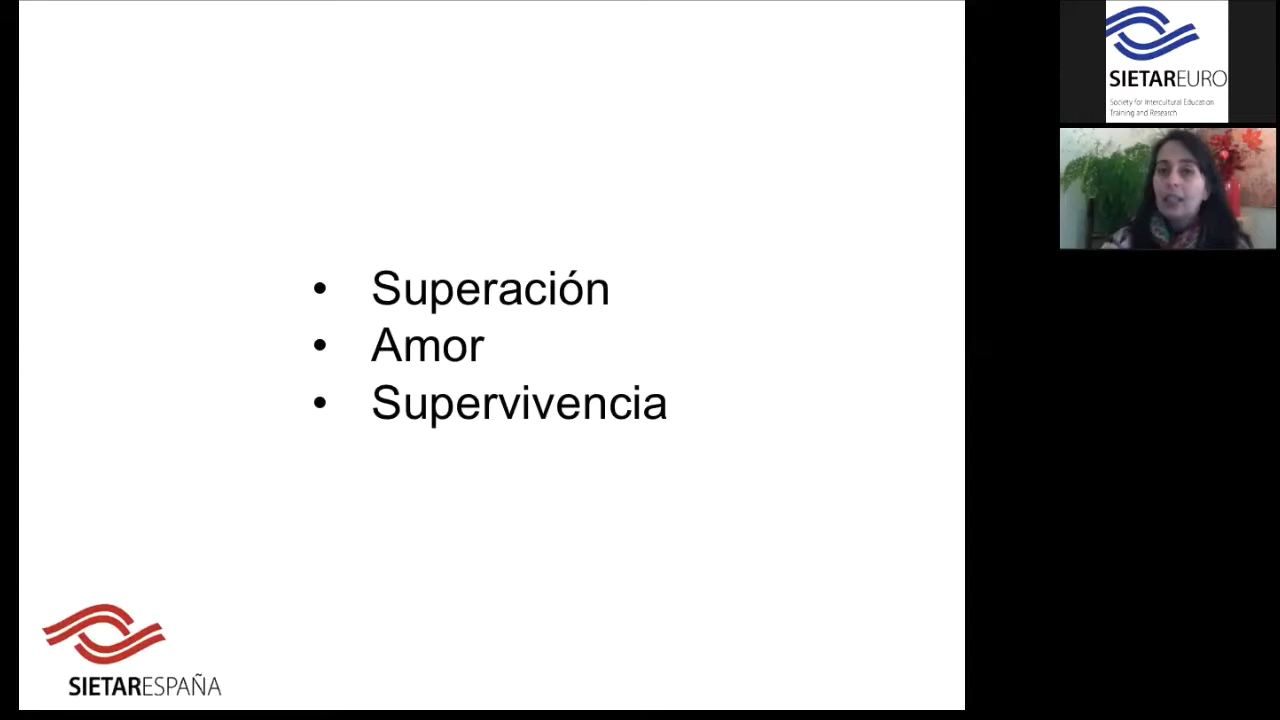 • Superación
• Amor
• Supervivencia
SIETARESPAÑA
SIETAREURO
Society for Intercultural Education
Training and Research